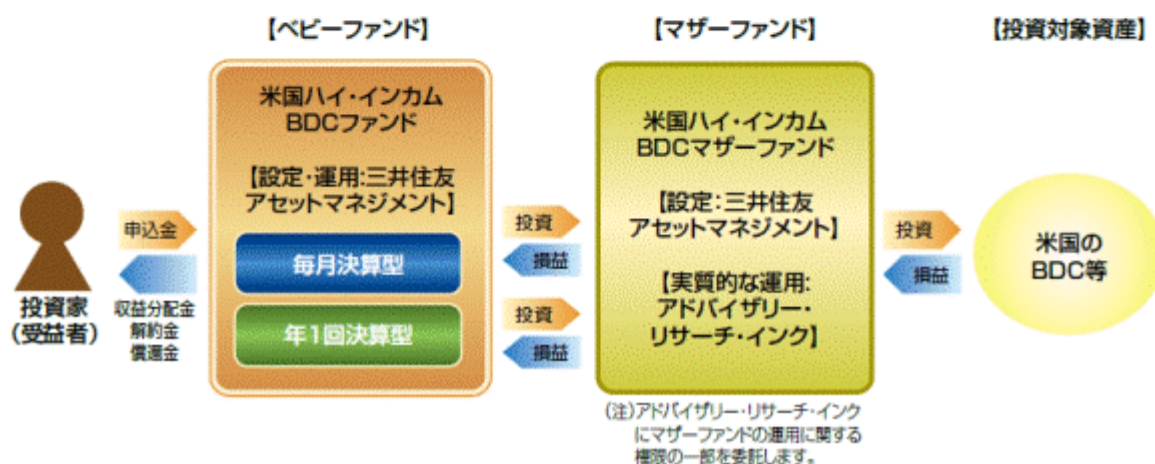 【ベビーファンド】
【マザーファンド】
【投資対象資産】
投資家
(受益者)
申込金
収益分配金
解約金
償還金
米国ハイ・インカム
BDCファンド
【設定・運用:三井住友
アセットマネジメント】
毎月決算型
年1回決算型
投資
損益
投資
損益
米国ハイ・インカム
BDCマザーファンド
【設定:三井住友
アセットマネジメント】
【実質的な運用:
アドバイザリー・
リサーチ・インク】
(注)アドバイザリー・リサーチ・インク
にマザーファンドの運用に関する
権限の一部を委託します。
投資
損益
米国の
BDC等